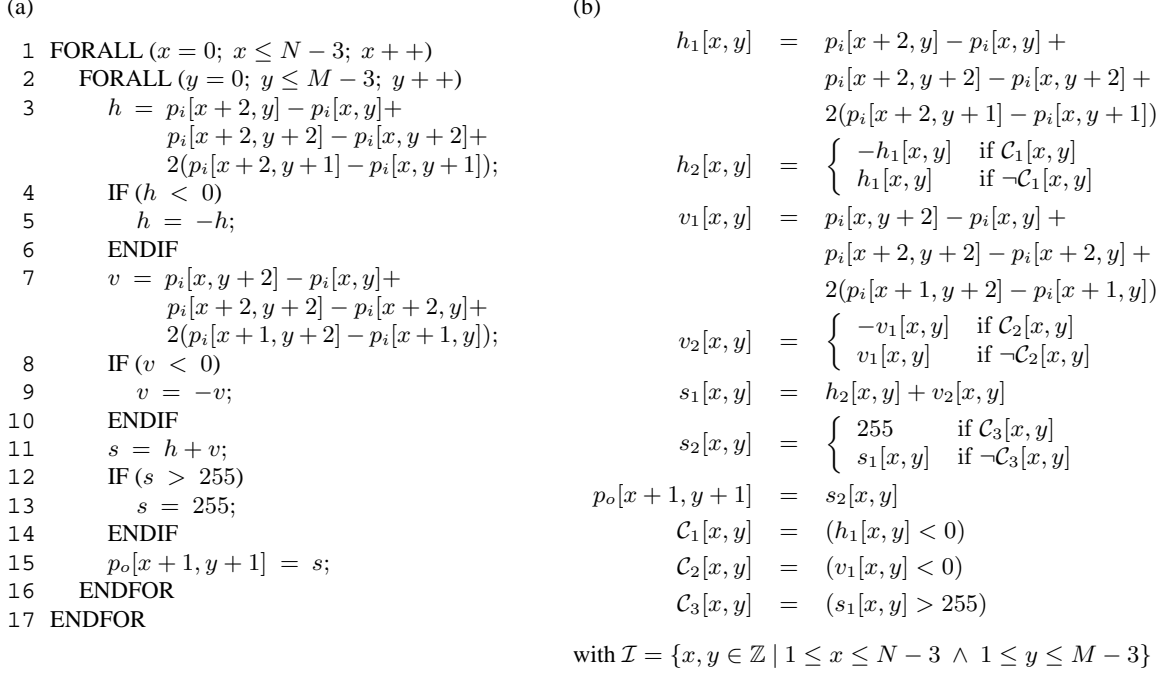 (a)
1 FORALL (x = 0; x ≤ N − 3; x + +)
2 FORALL (y = 0; y ≤ M − 3; y + +)
3 h = p_i[x + 2, y] − p_i[x, y]+
p_i[x + 2, y + 2] − p_i[x, y + 2]+
2(p_i[x + 2, y + 1] − p_i[x, y + 1]);
4 IF (h < 0)
5 h = −h;
6 ENDIF
7 v = p_i[x, y + 2] − p_i[x, y]+
p_i[x + 2, y + 2] − p_i[x + 2, y]+
2(p_i[x + 1, y + 2] − p_i[x + 1, y]);
8 IF (v < 0)
9 v = −v;
10 ENDIF
11 s = h + v;
12 IF (s > 255)
13 s = 255;
14 ENDIF
15 p_o[x + 1, y + 1] = s;
16 ENDFOR
17 ENDFOR
(b)
h_1[x, y] = p_i[x + 2, y] − p_i[x, y] +
p_i[x + 2, y + 2] − p_i[x, y + 2] +
2(p_i[x + 2, y + 1] − p_i[x, y + 1])
h_2[x, y] = { −h_1[x, y] if C_1[x, y]
h_1[x, y] if ¬C_1[x, y]
v_1[x, y] = p_i[x, y + 2] − p_i[x, y] +
p_i[x + 2, y + 2] − p_i[x + 2, y] +
2(p_i[x + 1, y + 2] − p_i[x + 1, y])
v_2[x, y] = { −v_1[x, y] if C_2[x, y]
v_1[x, y] if ¬C_2[x, y]
s_1[x, y] = h_2[x, y] + v_2[x, y]
s_2[x, y] = { 255 if C_3[x, y]
s_1[x, y] if ¬C_3[x, y]
p_o[x + 1, y + 1] = s_2[x, y]
C_1[x, y] = (h_1[x, y] < 0)
C_2[x, y] = (v_1[x, y] < 0)
C_3[x, y] = (s_1[x, y] > 255)
with I = {x, y ∈ ℤ | 1 ≤ x ≤ N − 3 ∧ 1 ≤ y ≤ M − 3}